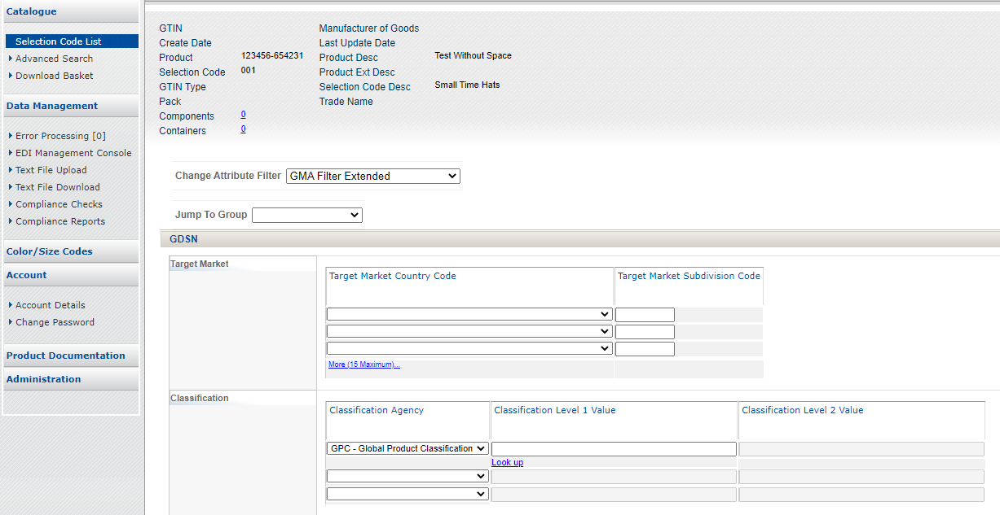 Catalogue
Selection Code List
Advanced Search
Download Basket
Data Management
Error Processing [0]
EDI Management Console
Text File Upload
Text File Download
Compliance Checks
Compliance Reports
Color/Size Codes
Account
Account Details
Change Password
Product Documentation
Administration
GTIN Manufacturer of Goods
Create Date Last Update Date
Product 123456-654231 Product Desc Test Without Space
Selection Code 001 Product Ext Desc
GTIN Type Selection Code Desc Small Time Hats
Pack Trade Name
Components 0
Containers 0
Change Attribute Filter GMA Filter Extended
Jump To Group
GDSN
Target Market
Target Market Country Code Target Market Subdivision Code
More (15 Maximum)...
Classification
Classification Agency Classification Level 1 Value Classification Level 2 Value
GPC - Global Product Classification
Look up